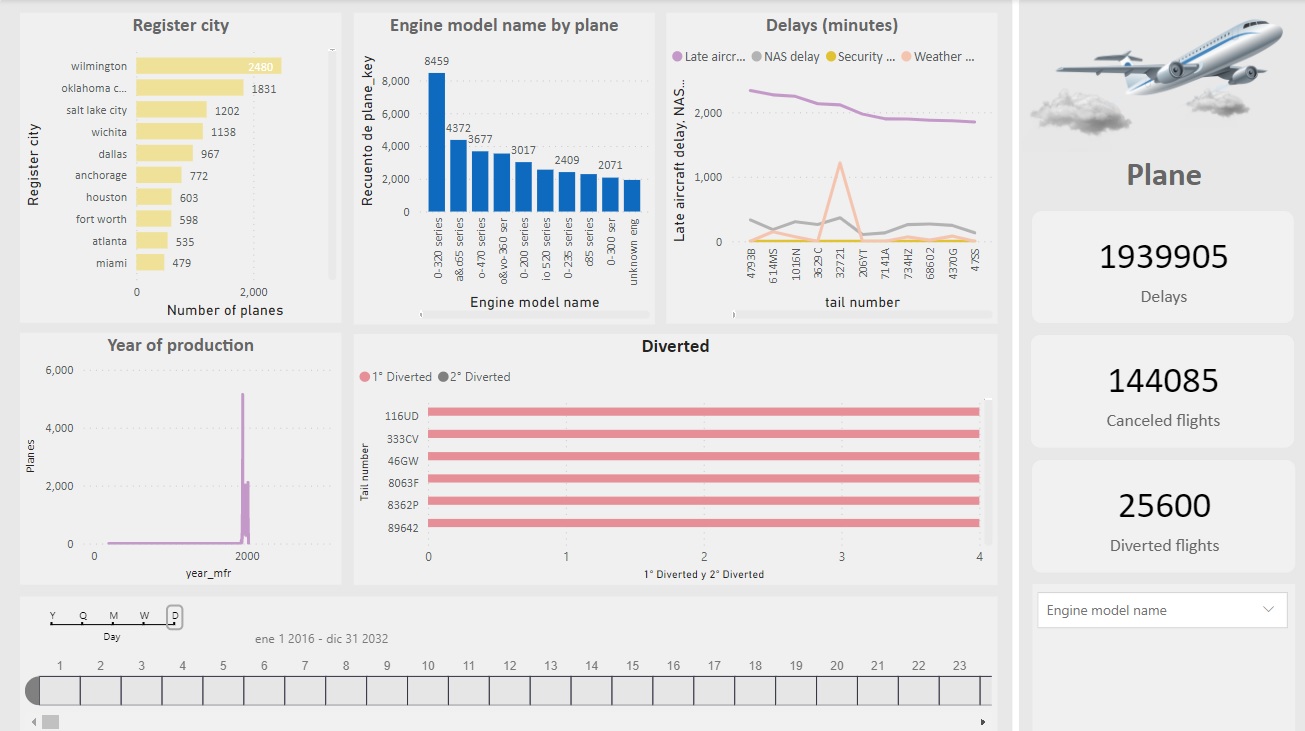 Register city
Register city
wilmington 2480
oklahoma c... 1831
salt lake city 1202
wichita 1138
dallas 967
anchorage 772
houston 603
fort worth 598
atlanta 535
miami 479
0 2,000
Number of planes
Engine model name by plane
Recuento de plane_key
8,000
6,000
4,000
2,000
0
8459
4372
3677
3017
2409
2071
0-320 series
a&c65 series
o-470 series
o&vo-360 ser
0-200 series
io 520 series
0-235 series
c85 series
0-300 ser
unknown eng
Engine model name
Delays (minutes)
Late aircr... NAS delay Security ... Weather ...
Late aircraft delay, NAS...
2,000
1,000
0
4793B
614MS
1016N
3629C
32721
206YT
7141A
734HZ
68602
4370G
47SS
tail number
Year of production
Planes
6,000
4,000
2,000
0
0 2000
year_mfr
Diverted
1° Diverted 2° Diverted
Tail number
116UD
333CV
46GW
8063F
8362P
89642
0 1 2 3 4
1° Diverted y 2° Diverted
Y Q M W D
Day
ene 1 2016 - dic 31 2032
1 2 3 4 5 6 7 8 9 10 11 12 13 14 15 16 17 18 19 20 21 22 23
Plane
1939905
Delays
144085
Canceled flights
25600
Diverted flights
Engine model name